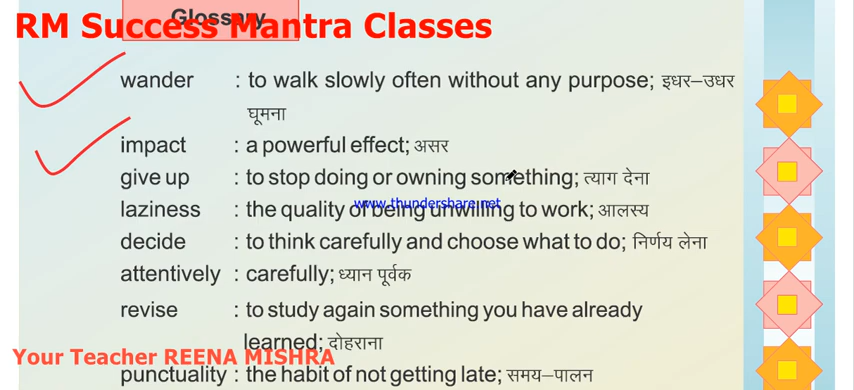 Glossary
RM Success Mantra Classes
wander : to walk slowly often without any purpose; इधर–उधर
घूमना
impact : a powerful effect; असर
give up : to stop doing or owning something; त्याग देना
www.thundershare.net
laziness : the quality of being unwilling to work; आलस्य
decide : to think carefully and choose what to do; निर्णय लेना
attentively : carefully; ध्यान पूर्वक
revise : to study again something you have already
learned; दोहराना
Your Teacher REENA MISHRA
punctuality : the habit of not getting late; समय–पालन